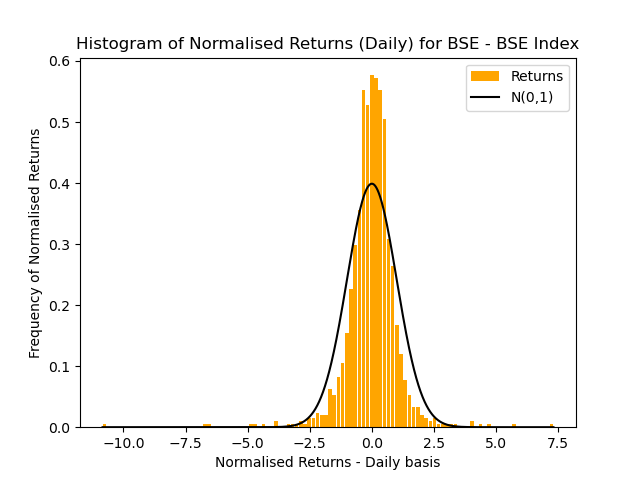 Histogram of Normalised Returns (Daily) for BSE - BSE Index
Returns
N(0,1)
Frequency of Normalised Returns
0.6
0.5
0.4
0.3
0.2
0.1
0.0
−10.0 −7.5 −5.0 −2.5 0.0 2.5 5.0 7.5
Normalised Returns - Daily basis